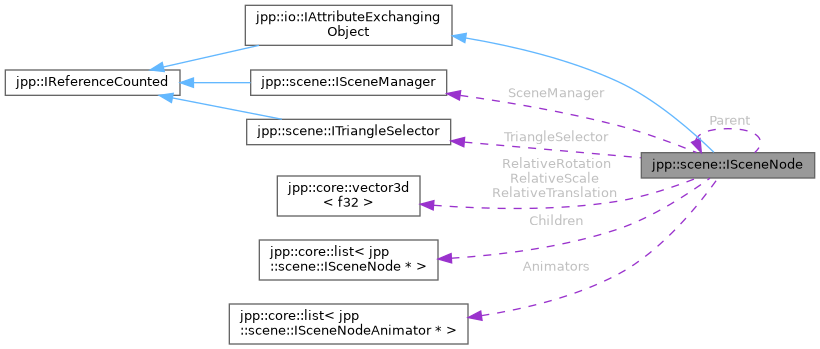 jpp::io::IAttributeExchanging
Object
jpp::IReferenceCounted
jpp::scene::ISceneManager
SceneManager
Parent
jpp::scene::ITriangleSelector
TriangleSelector
jpp::scene::ISceneNode
RelativeRotation
RelativeScale
RelativeTranslation
jpp::core::vector3d
< f32 >
Children
jpp::core::list< jpp
::scene::ISceneNode * >
Animators
jpp::core::list< jpp
::scene::ISceneNodeAnimator * >